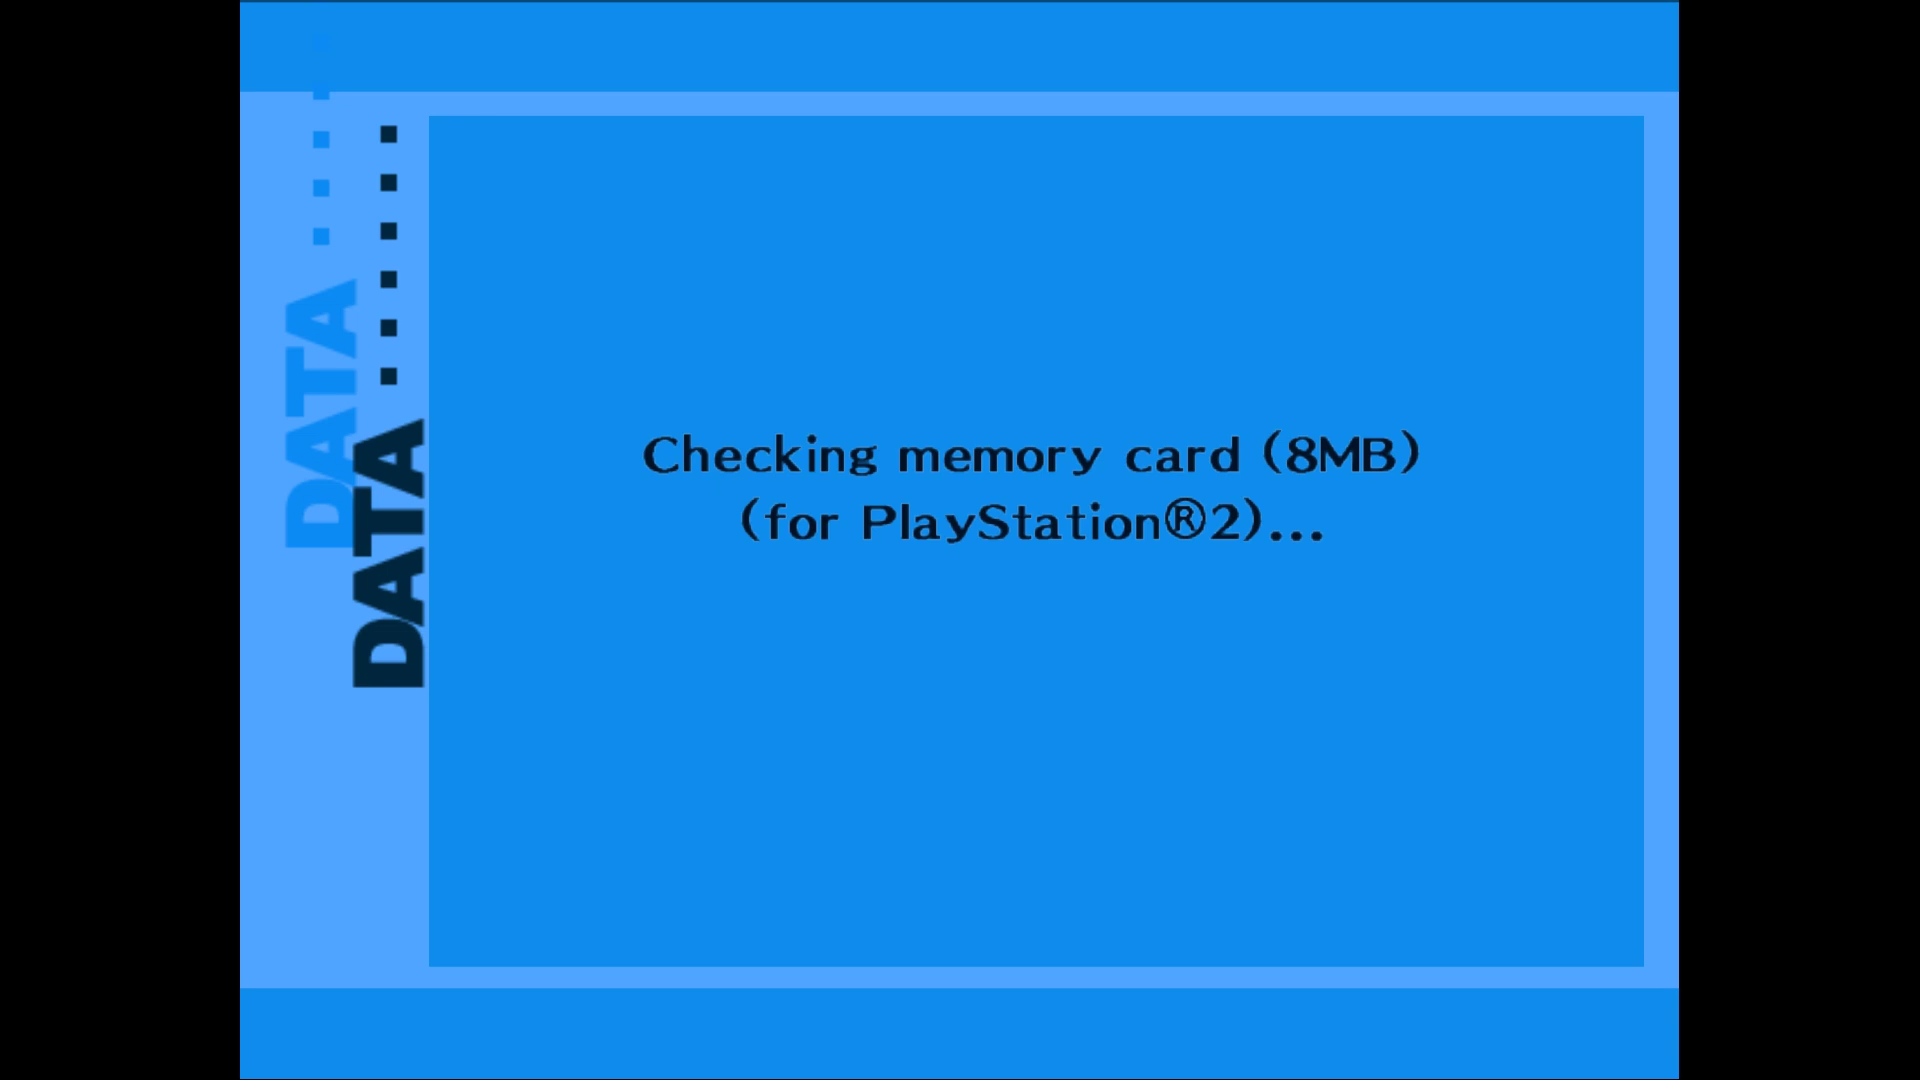 DATA......
DATA......
Checking memory card (8MB)
(for PlayStation®2)...